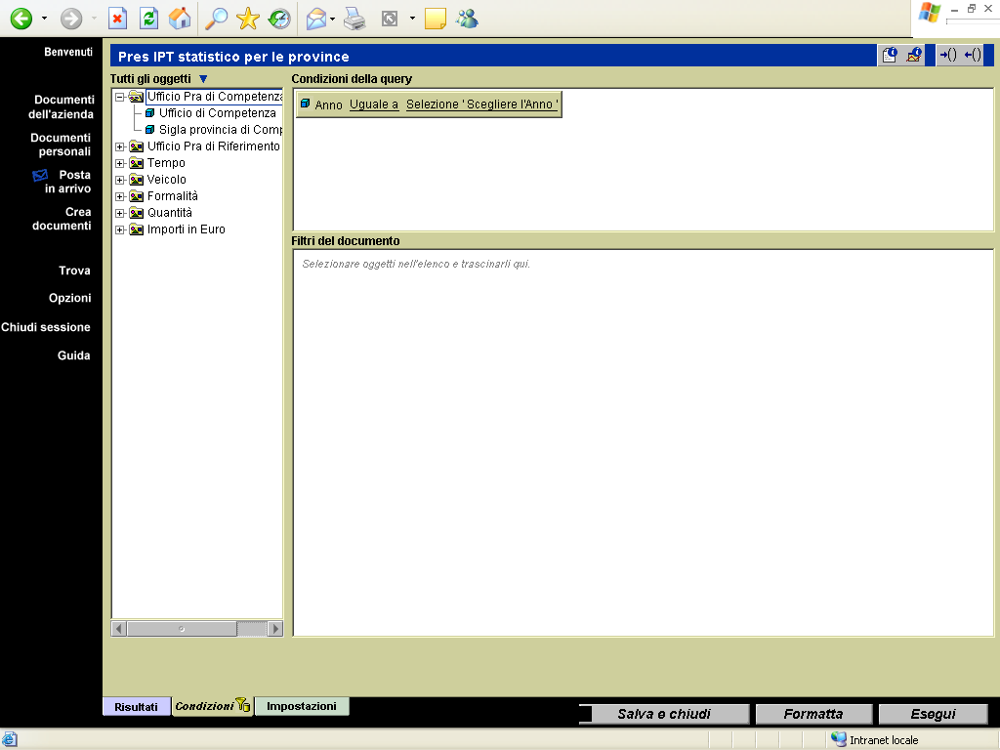 Benvenuti
Documenti
dell'azienda
Documenti
personali
Posta
in arrivo
Crea
documenti
Trova
Opzioni
Chiudi sessione
Guida
Pres IPT statistico per le province
Tutti gli oggetti
Ufficio Pra di Competenza
Ufficio di Competenza
Sigla provincia di Comp
Ufficio Pra di Riferimento
Tempo
Veicolo
Formalità
Quantità
Importi in Euro
Condizioni della query
Anno Uguale a Selezione ' Scegliere l'Anno '
Filtri del documento
Selezionare oggetti nell'elenco e trascinarli qui.
Risultati
Condizioni
Impostazioni
Salva e chiudi
Formatta
Esegui
Intranet locale